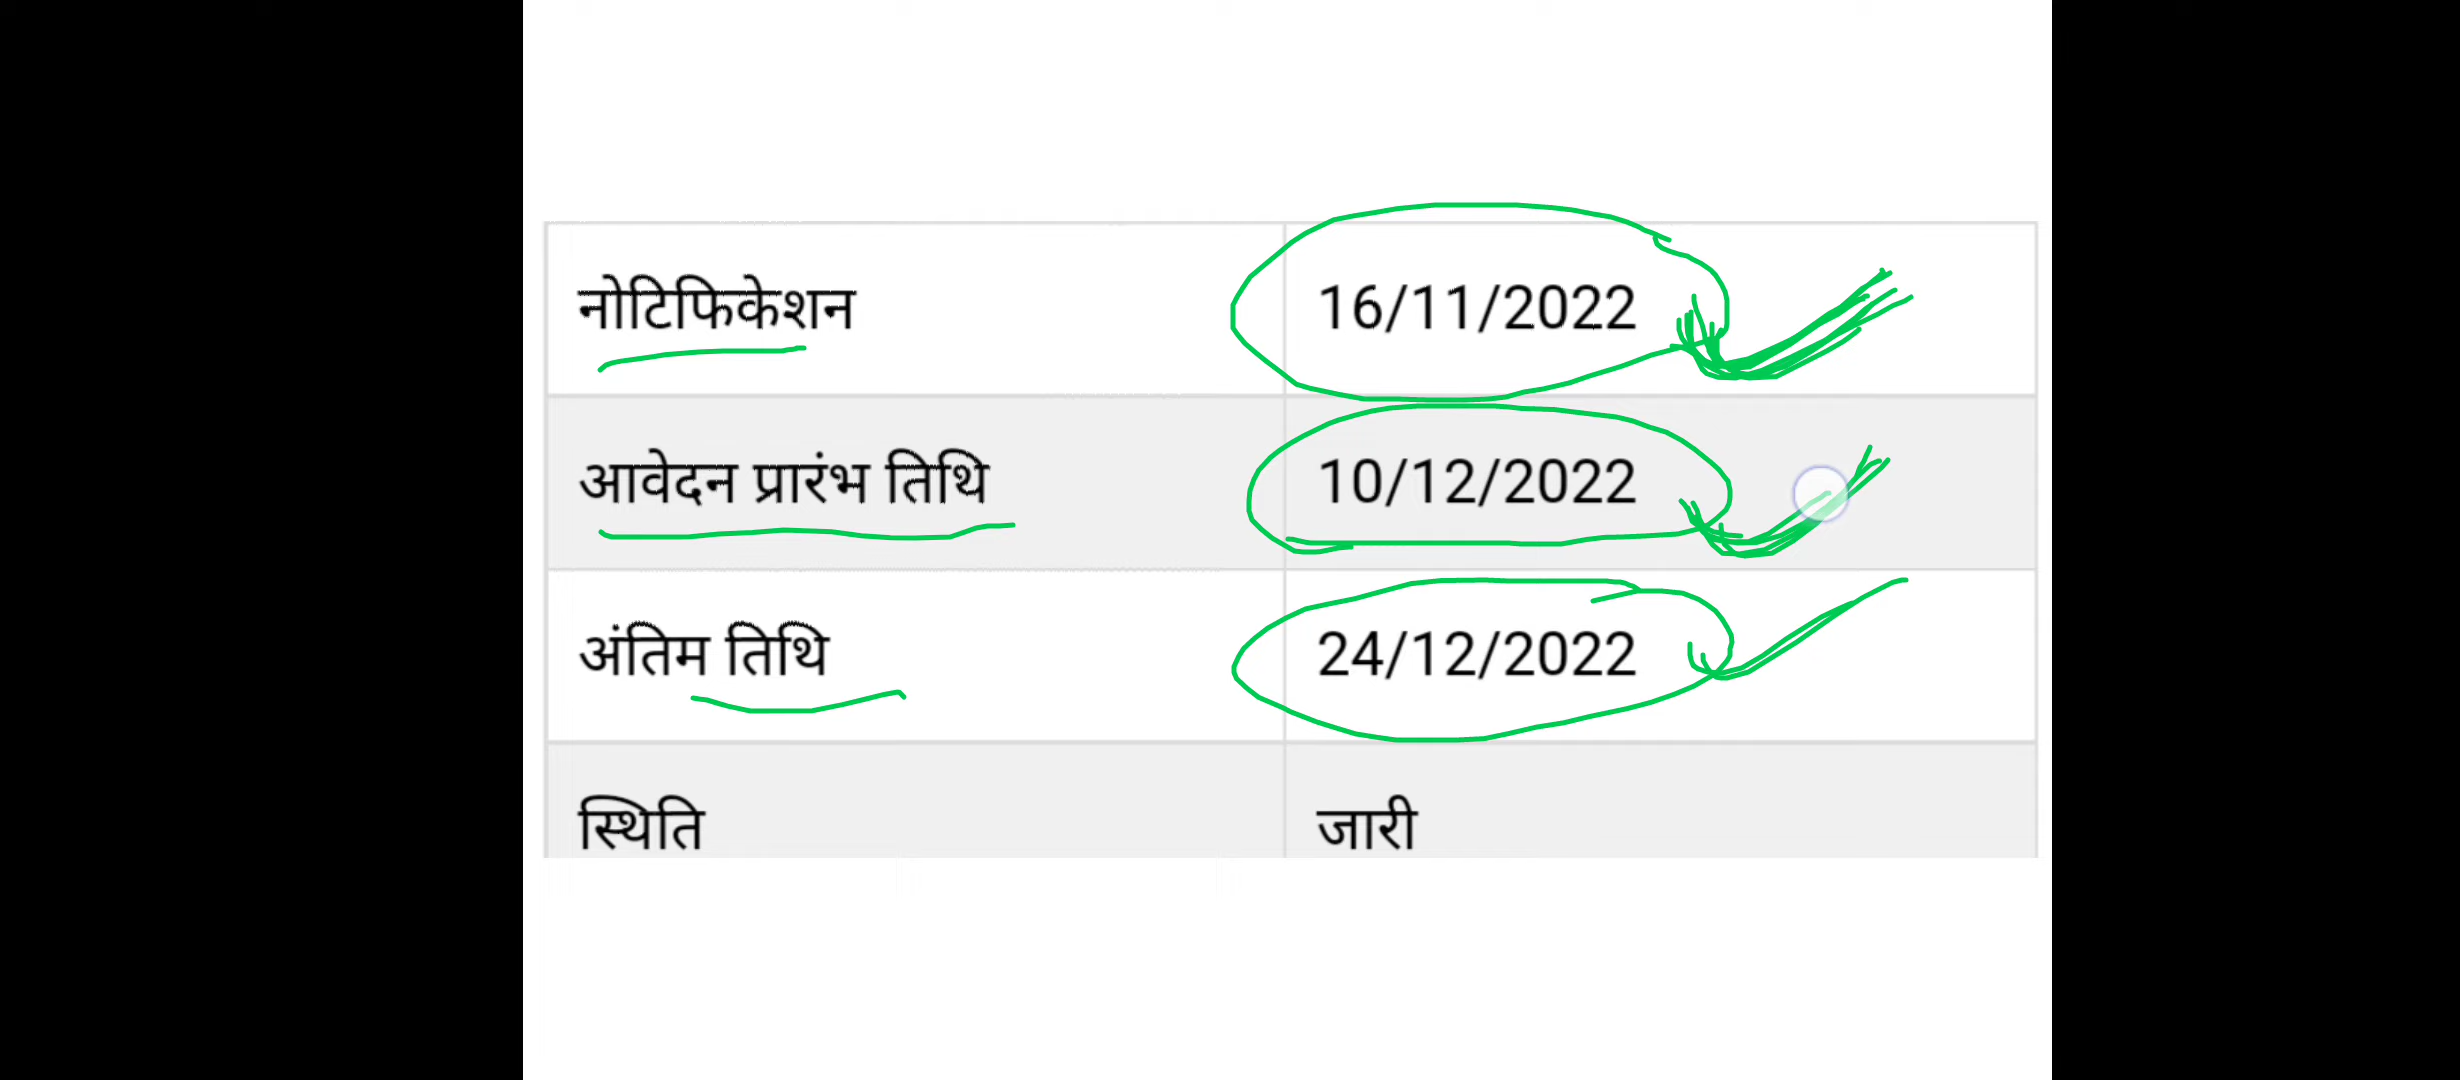 नोटिफिकेशन 16/11/2022
आवेदन प्रारंभ तिथि 10/12/2022
अंतिम तिथि 24/12/2022
स्थिति जारी